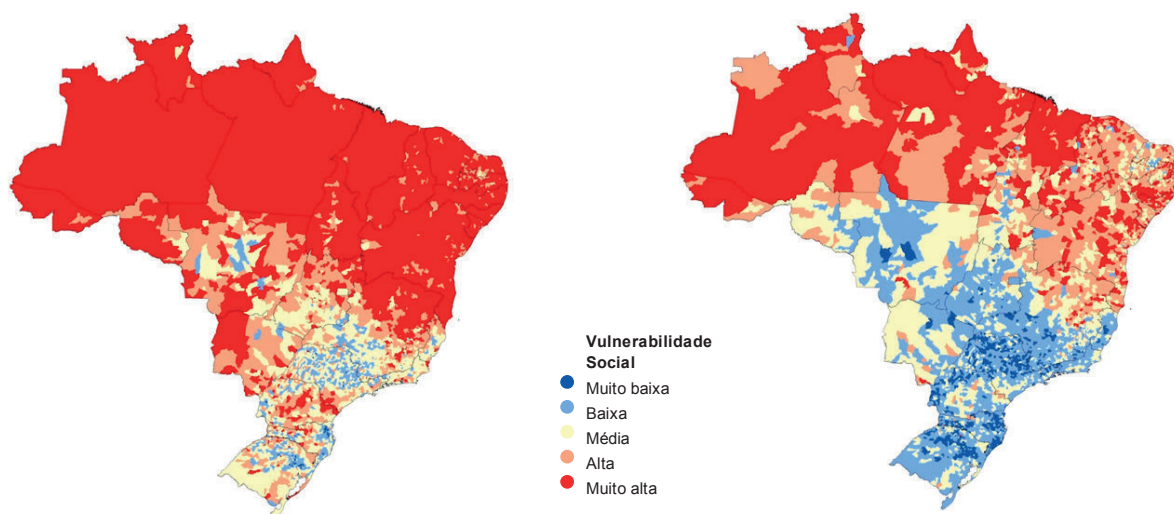 Vulnerabilidade
Social
Muito baixa
Baixa
Média
Alta
Muito alta